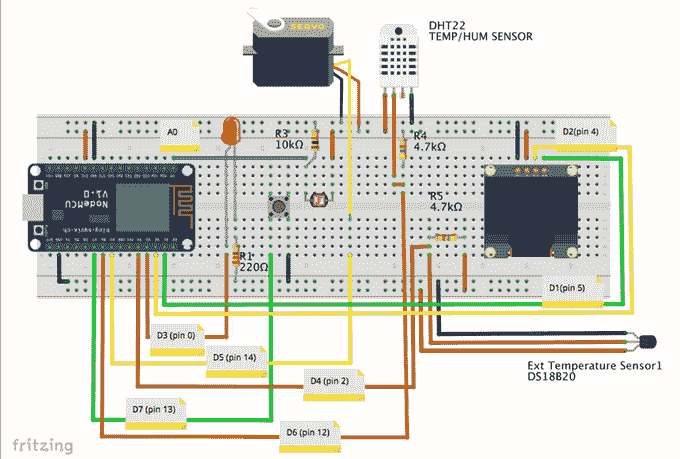 SERVO
DHT22
TEMP/HUM SENSOR
A0
R3
10kΩ
R4
4.7kΩ
D2(pin 4)
NodeMCU
V1.0
R5
4.7kΩ
R1
220Ω
D1(pin 5)
D3 (pin 0)
D5 (pin 14)
Ext Temperature Sensor1
DS18B20
D4 (pin 2)
D7 (pin 13)
D6 (pin 12)
fritzing